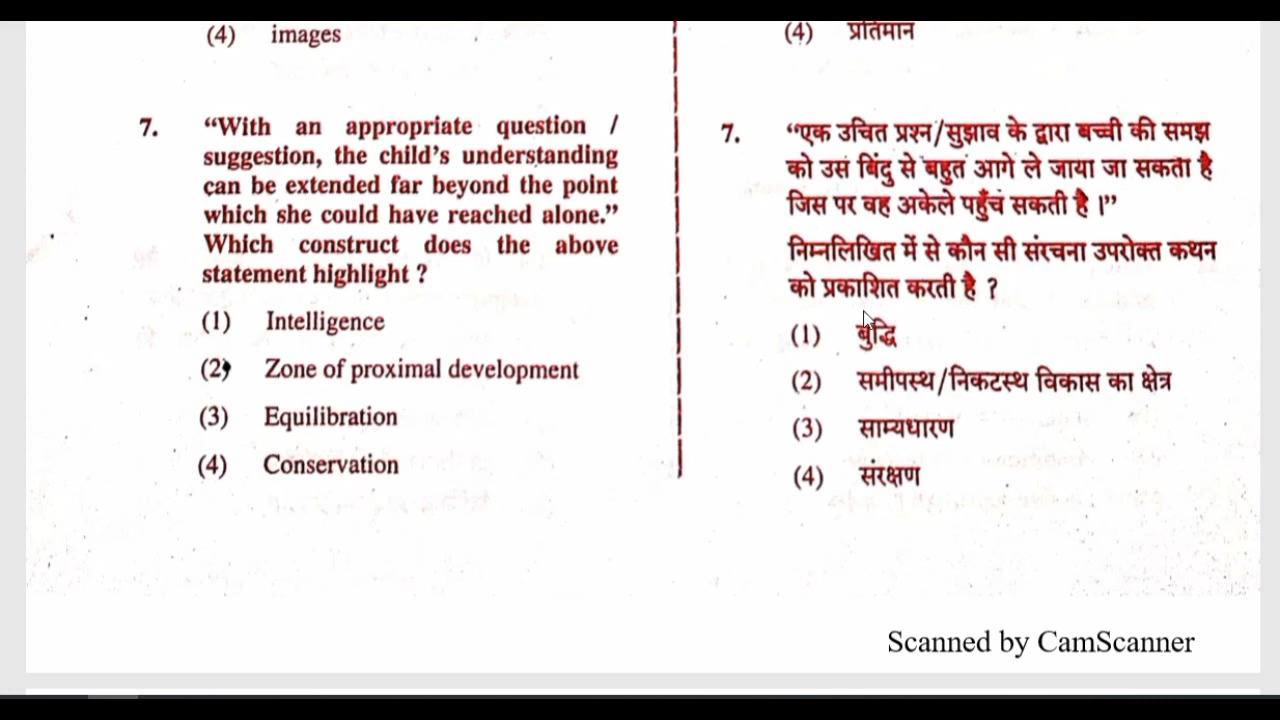 (4) images
7. “With an appropriate question /
suggestion, the child’s understanding
can be extended far beyond the point
which she could have reached alone.”
Which construct does the above
statement highlight ?
(1) Intelligence
(2) Zone of proximal development
(3) Equilibration
(4) Conservation
(4) प्रतिमान
7. “एक उचित प्रश्न/सुझाव के द्वारा बच्ची की समझ
को उस बिंदु से बहुत आगे ले जाया जा सकता है
जिस पर वह अकेले पहुँच सकती है ।”
निम्नलिखित में से कौन सी संरचना उपरोक्त कथन
को प्रकाशित करती है ?
(1) बुद्धि
(2) समीपस्थ/निकटस्थ विकास का क्षेत्र
(3) साम्यधारण
(4) संरक्षण
Scanned by CamScanner